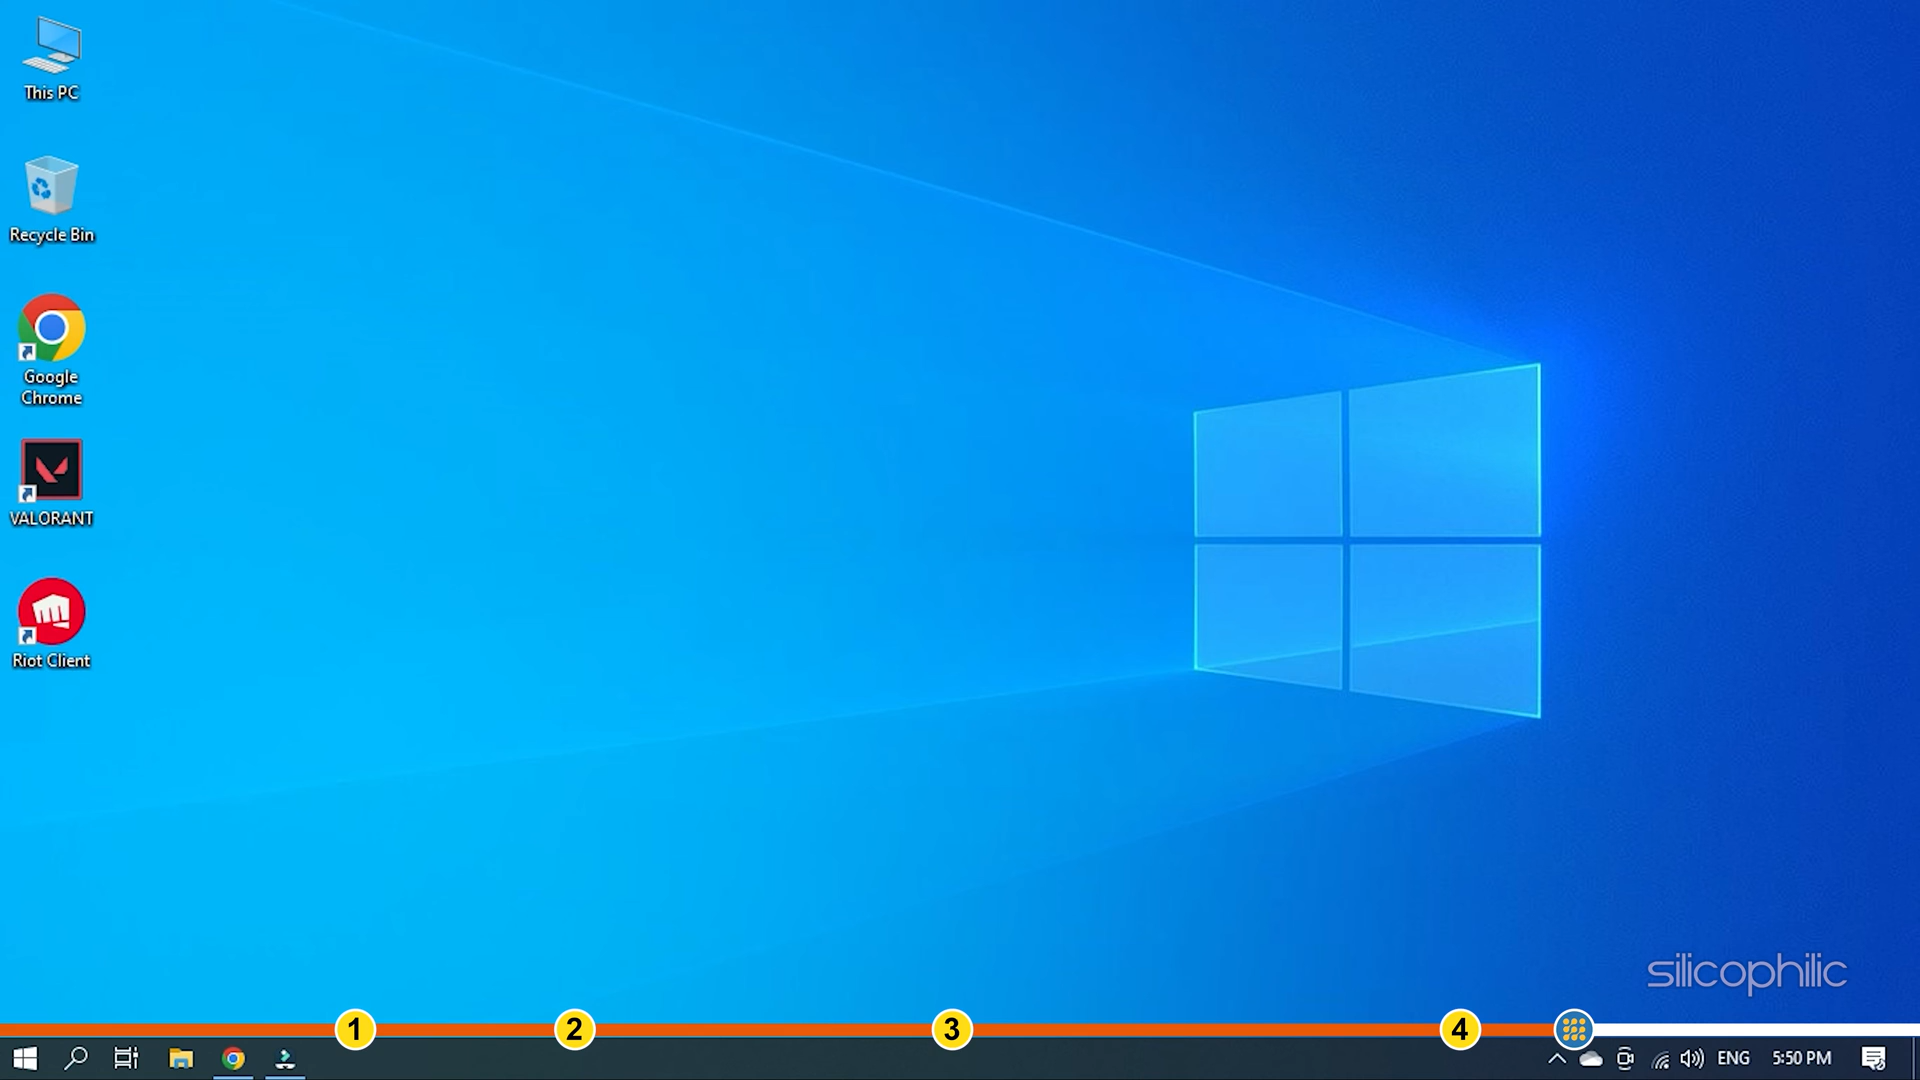 This PC
Recycle Bin
Google
Chrome
VALORANT
Riot Client
silicophilic
1
2
3
4
ENG
5:50 PM